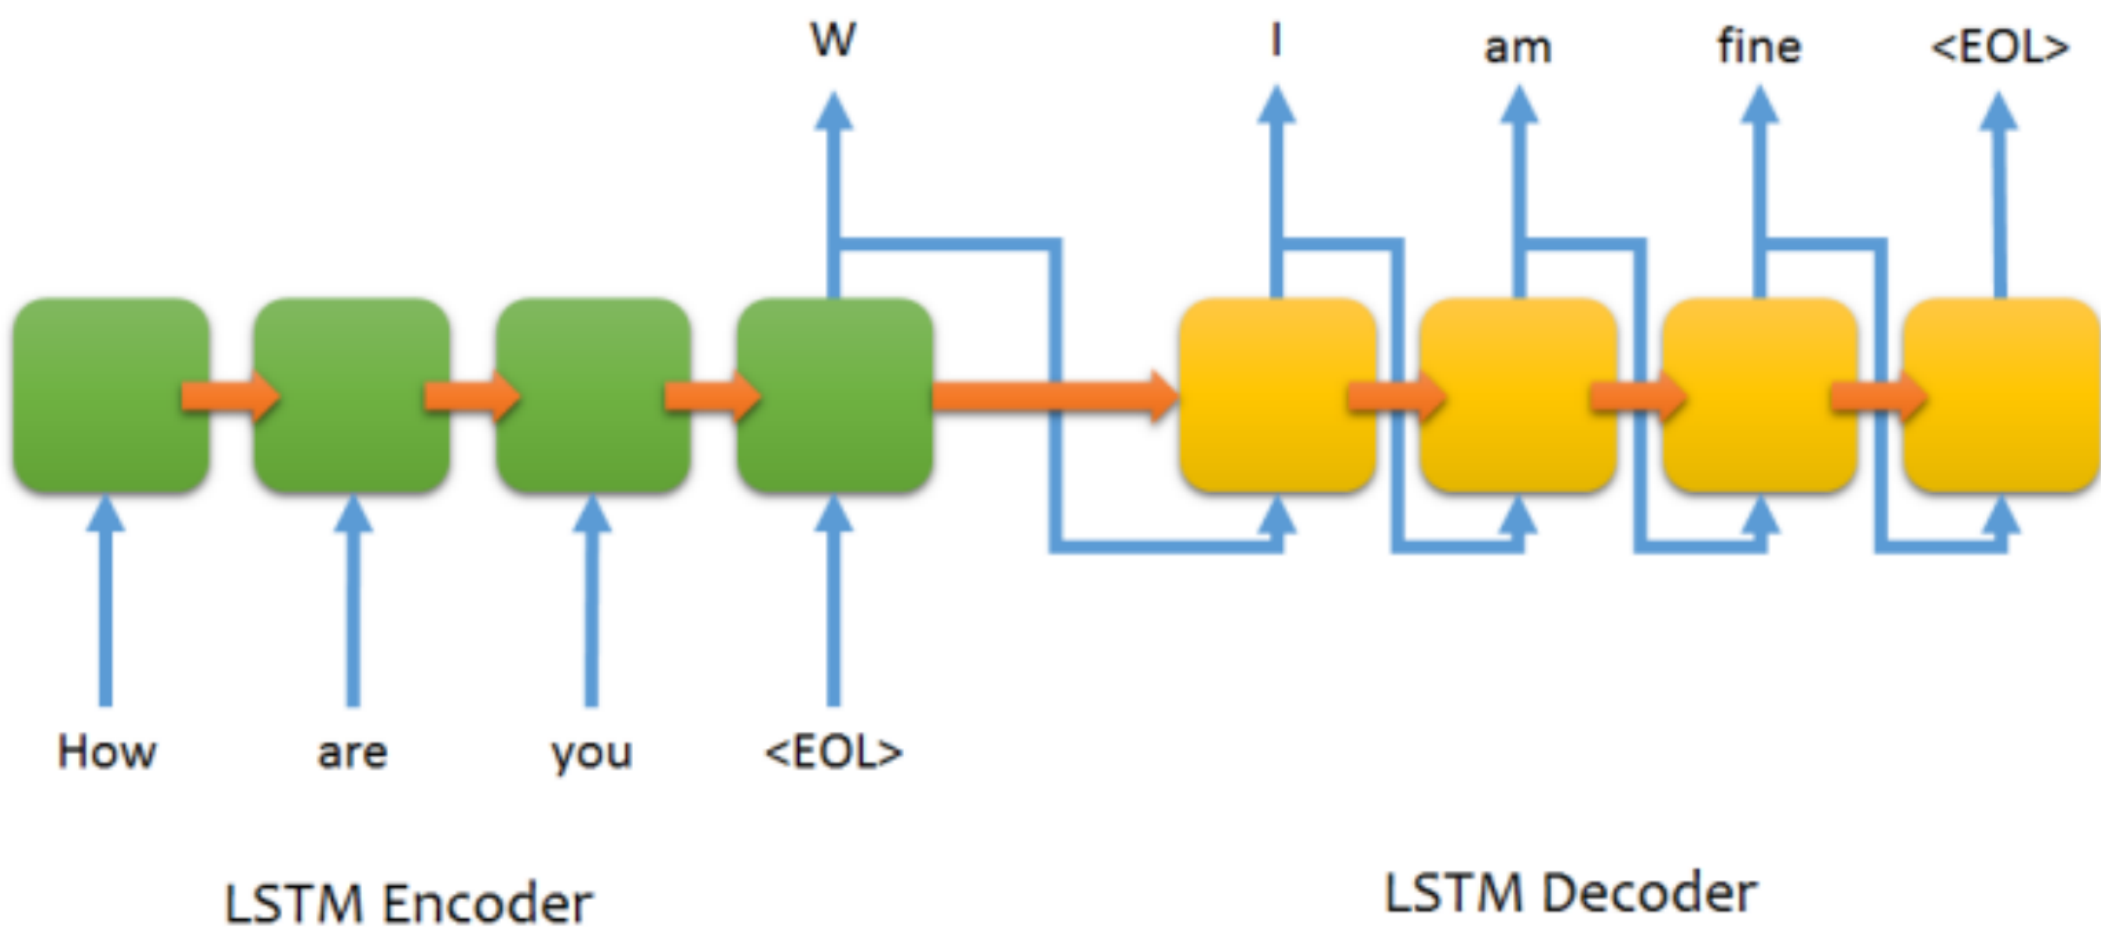 W I am fine <EOL>
How are you <EOL>
LSTM Encoder
LSTM Decoder